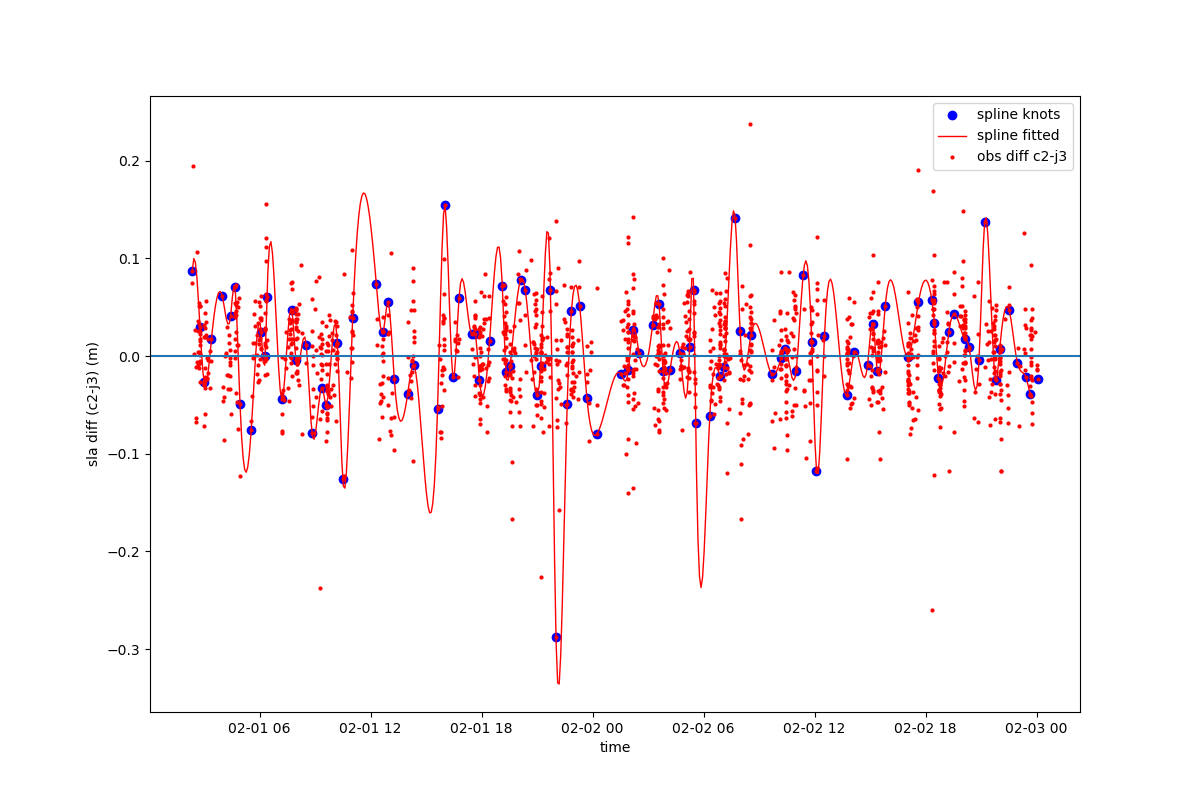 spline knots
spline fitted
obs diff c2-j3
0.2
0.1
0.0
−0.1
−0.2
−0.3
sla diff (c2-j3) (m)
02-01 06 02-01 12 02-01 18 02-02 00 02-02 06 02-02 12 02-02 18 02-03 00
time